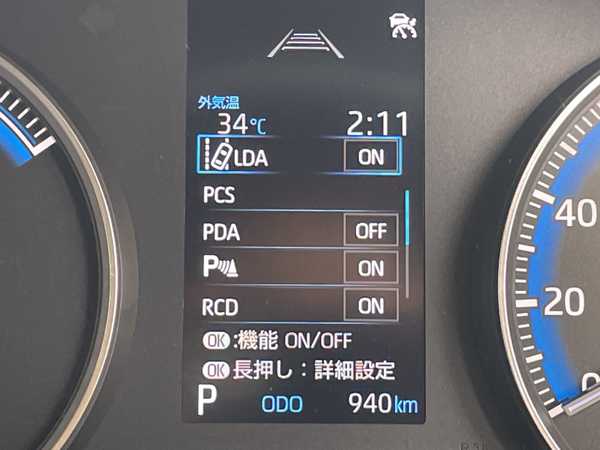 外気温
34℃ 2:11
LDA ON
PCS
PDA OFF
P ON
RCD ON
OK:機能 ON/OFF
OK長押し：詳細設定
P ODO 940km
40
20
0